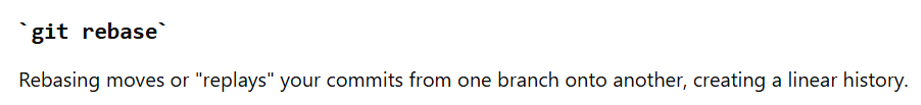 `git rebase`
Rebasing moves or "replays" your commits from one branch onto another, creating a linear history.